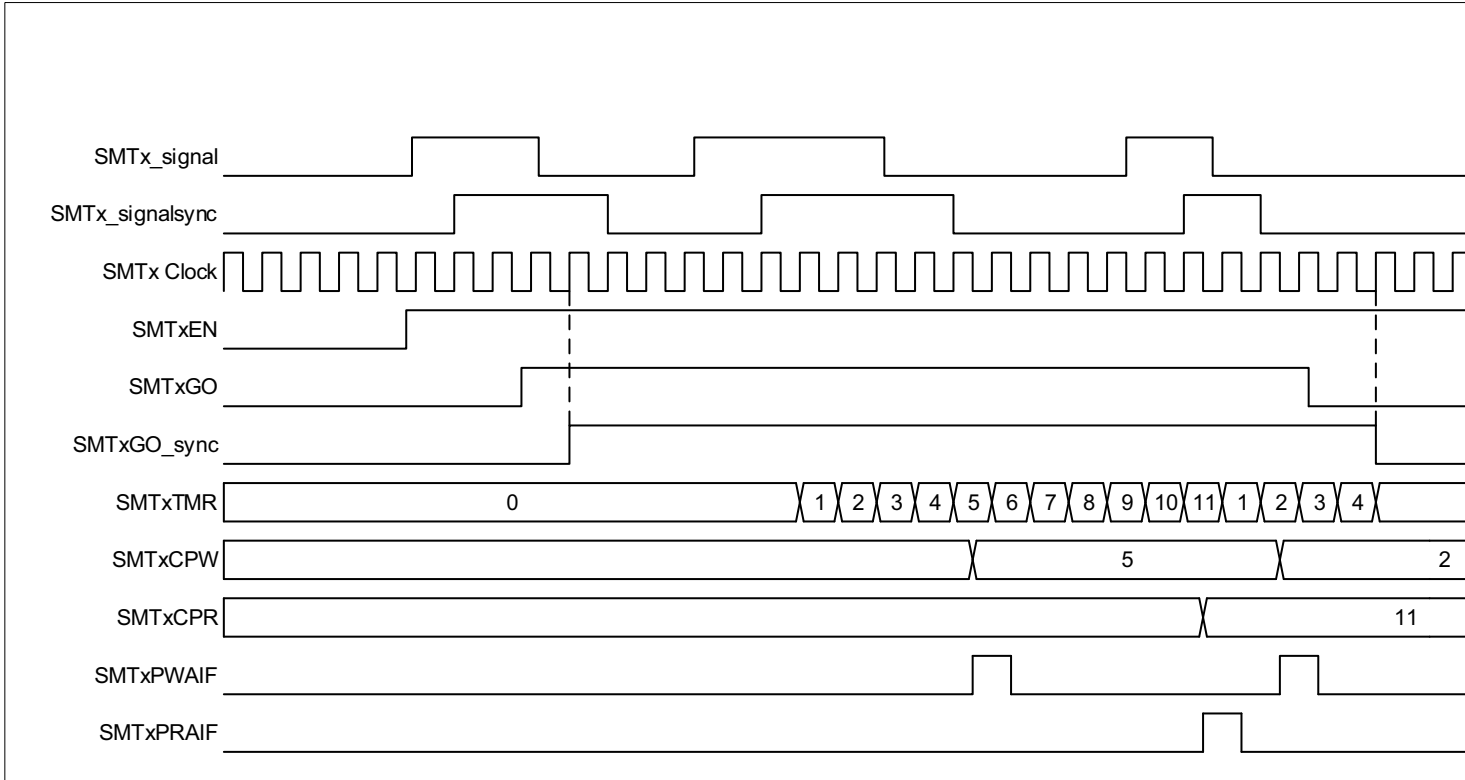 SMTx_signal
SMTx_signalsync
SMTx Clock
SMTxEN
SMTxGO
SMTxGO_sync
SMTxTMR 0 1 2 3 4 5 6 7 8 9 10 11 1 2 3 4
SMTxCPW 5 2
SMTxCPR 11
SMTxPWAIF
SMTxPRAIF